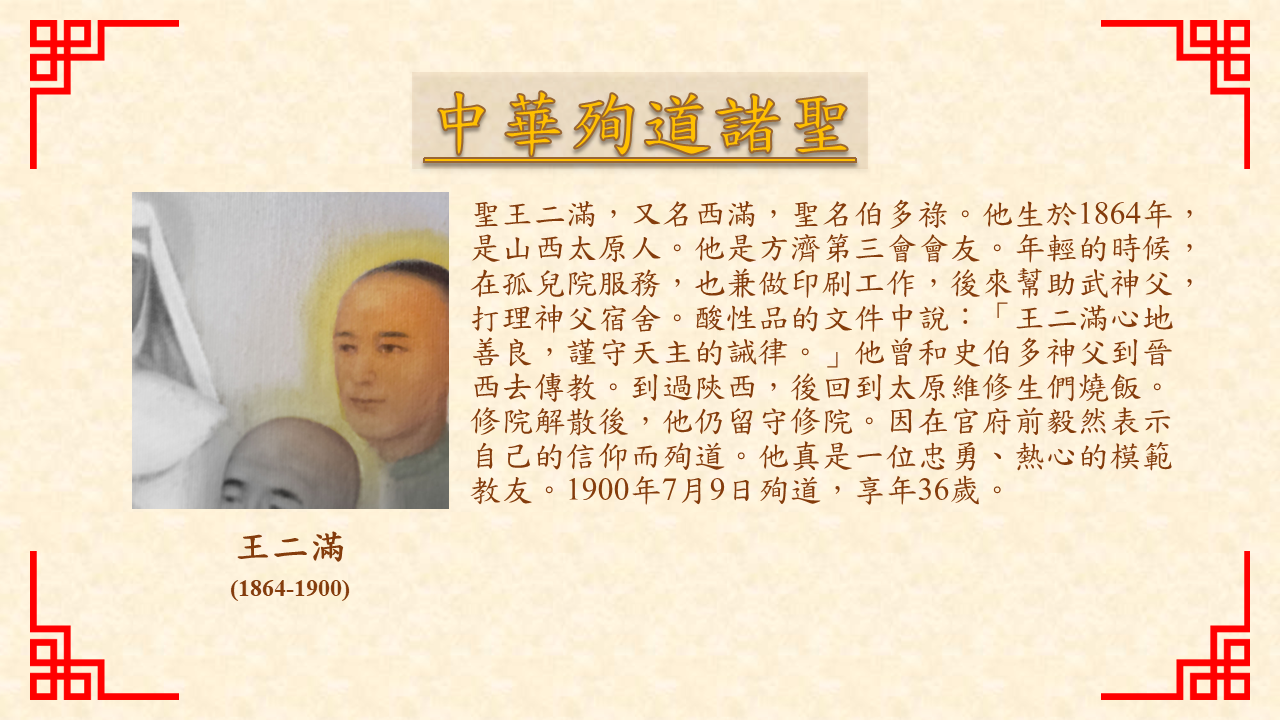 中華殉道諸聖
聖王二滿，又名西滿，聖名伯多祿。他生於1864年，
是山西太原人。他是方濟第三會會友。年輕的時候，
在孤兒院服務，也兼做印刷工作，後來幫助武神父，
打理神父宿舍。酸性品的文件中說：「王二滿心地
善良，謹守天主的誡律。」他曾和史伯多神父到晉
西去傳教。到過陝西，後回到太原維修生們燒飯。
修院解散後，他仍留守修院。因在官府前毅然表示
自己的信仰而殉道。他真是一位忠勇、熱心的模範
教友。1900年7月9日殉道，享年36歲。
王二滿
(1864-1900)